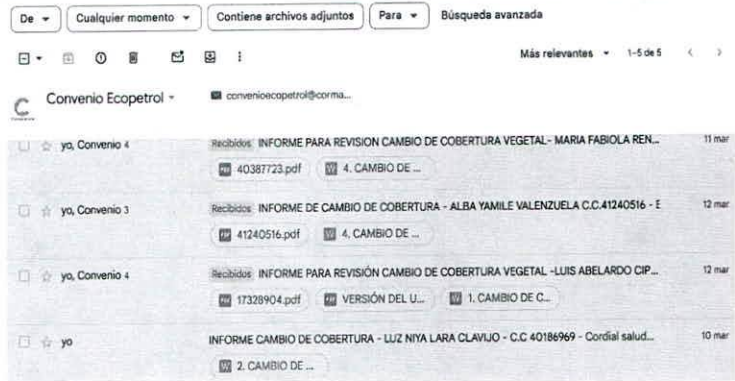 De Cualquier momento Contiene archivos adjuntos Para Búsqueda avanzada
Más relevantes 1-5 de 5
Convenio Ecopetrol convenioecopetrol@corma...
yo, Convenio 4 Recibidos INFORME PARA REVISION CAMBIO DE COBERTURA VEGETAL- MARIA FABIOLA REN... 11 mar
40387723.pdf 4. CAMBIO DE ...
yo, Convenio 3 Recibidos INFORME DE CAMBIO DE COBERTURA - ALBA YAMILE VALENZUELA C.C.41240516 - E 12 mar
41240516.pdf 4. CAMBIO DE ...
yo, Convenio 4 Recibidos INFORME PARA REVISIÓN CAMBIO DE COBERTURA VEGETAL -LUIS ABELARDO CIP... 12 mar
17328904.pdf VERSIÓN DEL U... 1. CAMBIO DE C...
yo INFORME CAMBIO DE COBERTURA - LUZ NIYA LARA CLAVIJO - C.C 40186969 - Cordial salud... 10 mar
2. CAMBIO DE ...